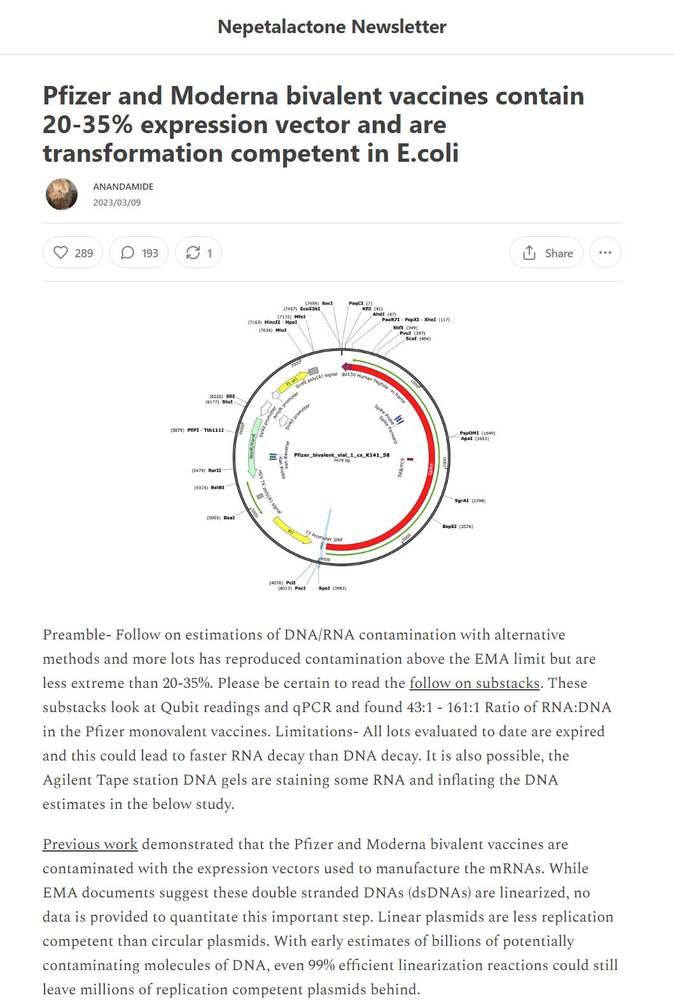 Nepetalactone Newsletter
Pfizer and Moderna bivalent vaccines contain
20-35% expression vector and are
transformation competent in E.coli
ANANDAMIDE
2023/03/09
289
193
1
Share
(7459) SacI
PaqCI (7)
(7457) Eco53kI
KflI (41)
(7172) MfeI
AhdI (47)
(7163) HincII - HpaI
PaeR7I - PspXI - XhoI (117)
(7036) MluI
SbfI (349)
PvuI (397)
ScaI (484)
7000
f1 ori
SV40 poly(A) signal
gp130 Human Peptide -in frame
1000
(6226) SfiI
(6177) StuI
AmpR promoter
SV40 promoter
SV40 promoter
Spike Probe
Spike Forward
6000
(5879) PflFI - Tth111I
PspOMI (1649)
ApaI (1653)
NeoR/KanR
Kan Reverse
Kan Probe
Pfizer_bivalent_vial_1_cs_K141_58
7479 bp
SEB/FCS
Spike
2000
(5479) RsrII
(5314) BstBI
HSV TK poly(A) signal
SgrAI (2298)
5000
(5005) BsaI
BspEI (2576)
ori
T7 Promoter SNP
3000
4000
(4076) PciI
(4013) PacI
SpeI (3982)
Preamble- Follow on estimations of DNA/RNA contamination with alternative
methods and more lots has reproduced contamination above the EMA limit but are
less extreme than 20-35%. Please be certain to read the follow on substacks. These
substacks look at Qubit readings and qPCR and found 43:1 - 161:1 Ratio of RNA:DNA
in the Pfizer monovalent vaccines. Limitations- All lots evaluated to date are expired
and this could lead to faster RNA decay than DNA decay. It is also possible, the
Agilent Tape station DNA gels are staining some RNA and inflating the DNA
estimates in the below study.
Previous work demonstrated that the Pfizer and Moderna bivalent vaccines are
contaminated with the expression vectors used to manufacture the mRNAs. While
EMA documents suggest these double stranded DNAs (dsDNAs) are linearized, no
data is provided to quantitate this important step. Linear plasmids are less replication
competent than circular plasmids. With early estimates of billions of potentially
contaminating molecules of DNA, even 99% efficient linearization reactions could still
leave millions of replication competent plasmids behind.